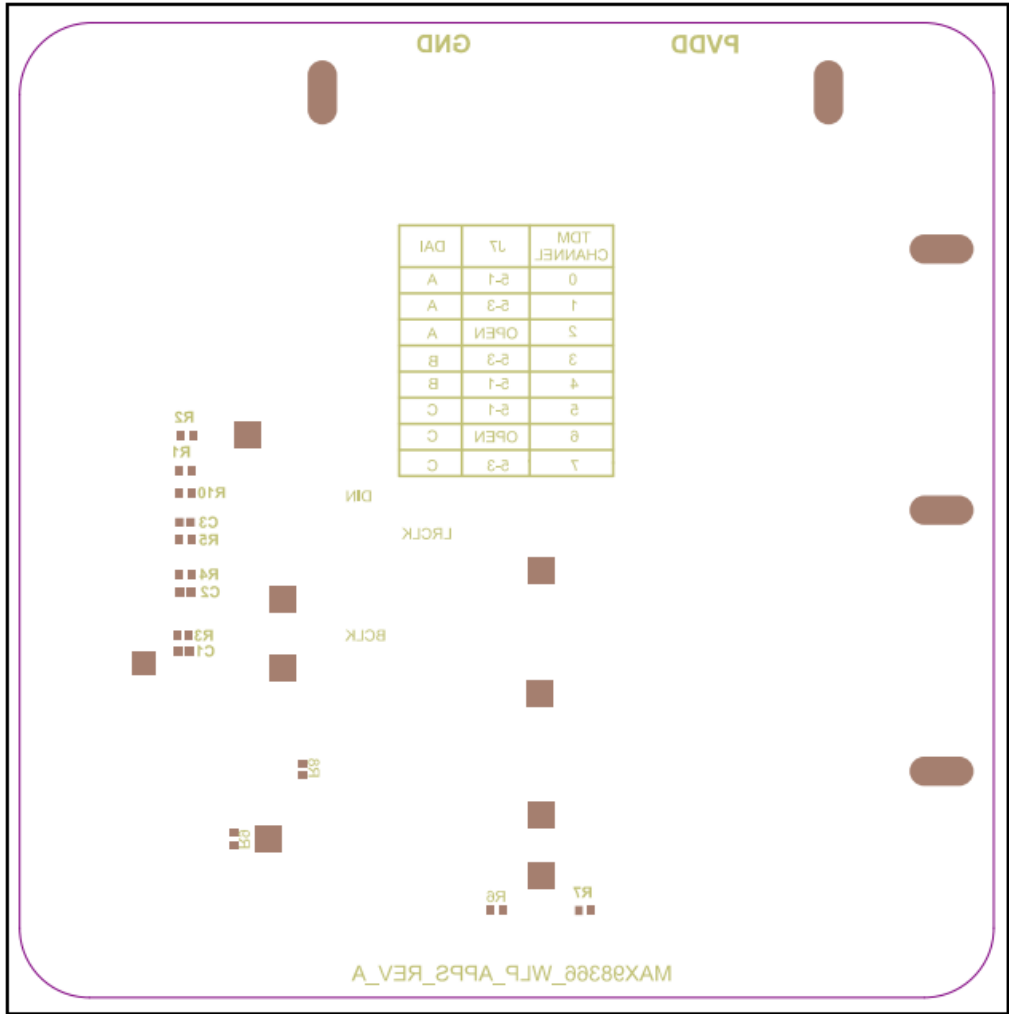 PVDD GND
TDM
CHANNEL J7 DAI
0 5-1 A
1 5-3 A
2 OPEN A
3 5-3 B
4 5-1 B
5 5-1 C
6 OPEN C
7 5-3 C
R2
R1
R10
DIN
C3
LRCLK
R5
R4
C2
BCLK
R3
C1
R8
R9
R7
R6
MAX98366_WLP_APPS_REV_A